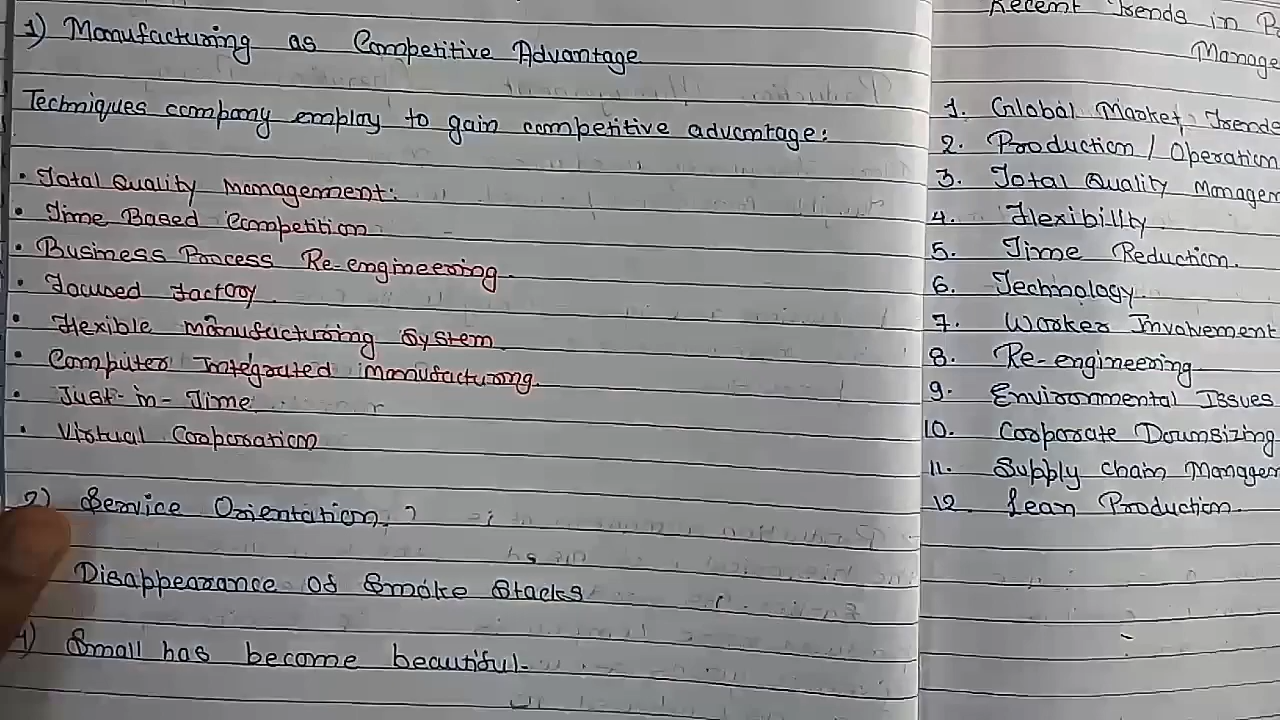 1) Manufacturing as Competitive Advantage
Techniques company employ to gain competitive advantage:
• Total Quality Management:
• Time Based Competition
• Business Process Re-engineering
• Focused Factory
• Flexible Manufacturing System
• Computer Integrated Manufacturing
• Just-in-Time
• Virtual Corporation
2) Service Orientation ?
Disappearance of Smoke Stacks
4) Small has become beautiful-
Recent Trends in P
Manage
1. Global Market Trends
2. Production / Operation
3. Total Quality Managem
4. Flexibility
5. Time Reduction.
6. Technology
7. Worker Involvement
8. Re-engineering
9. Environmental Issues
10. Corporate Downsizing
11. Supply Chain Managem
12. Lean Production